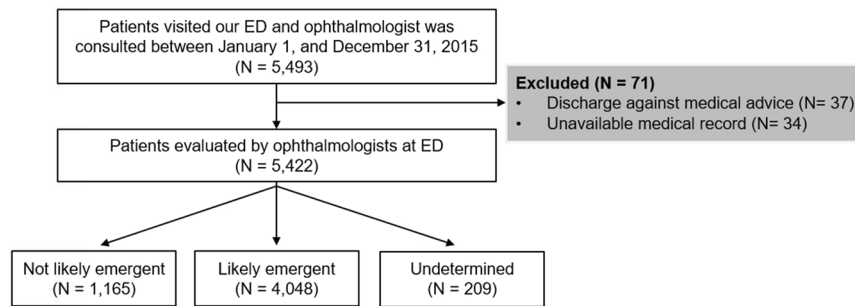 Patients visited our ED and ophthalmologist was
consulted between January 1, and December 31, 2015
(N = 5,493)
Excluded (N = 71)
• Discharge against medical advice (N= 37)
• Unavailable medical record (N= 34)
Patients evaluated by ophthalmologists at ED
(N = 5,422)
Not likely emergent
(N = 1,165)
Likely emergent
(N = 4,048)
Undetermined
(N = 209)